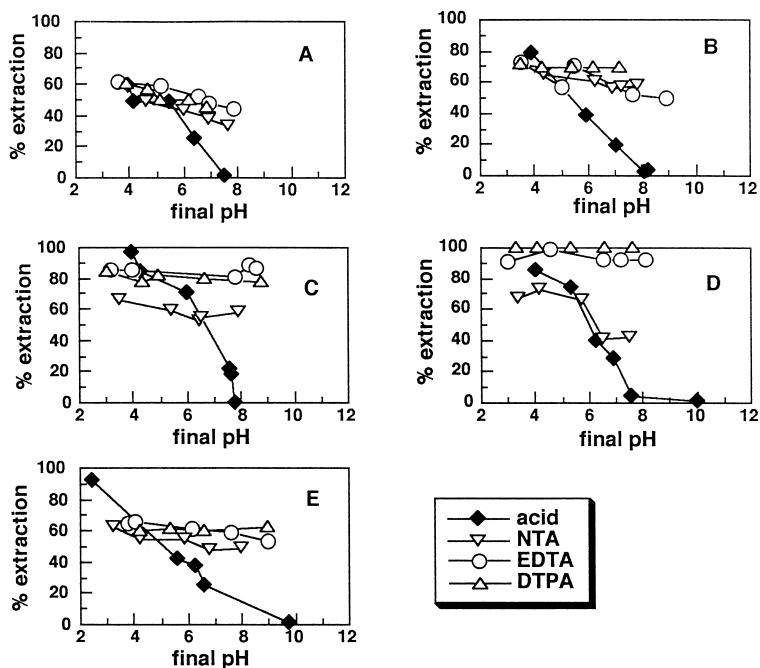 100
80
60
40
20
0
2 4 6 8 10 12
% extraction
final pH
A
100
80
60
40
20
0
2 4 6 8 10 12
% extraction
final pH
B
100
80
60
40
20
0
2 4 6 8 10 12
% extraction
final pH
C
100
80
60
40
20
0
2 4 6 8 10 12
% extraction
final pH
D
100
80
60
40
20
0
2 4 6 8 10 12
% extraction
final pH
E
acid
NTA
EDTA
DTPA